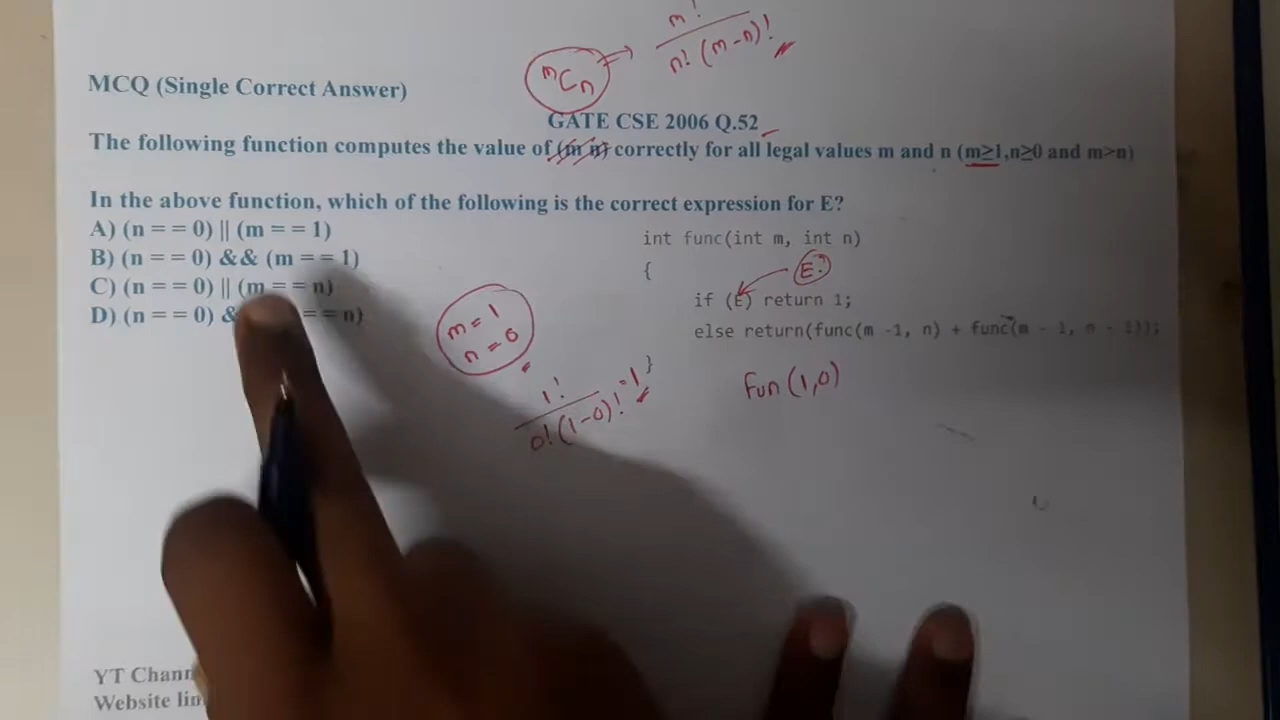 m!
n! (m-n)!
mCn
MCQ (Single Correct Answer)
GATE CSE 2006 Q.52
The following function computes the value of (m n) correctly for all legal values m and n (m≥1,n≥0 and m>n)
In the above function, which of the following is the correct expression for E?
A) (n = = 0) || (m = = 1)
B) (n = = 0) && (m = = 1)
C) (n = = 0) || (m = = n)
D) (n = = 0) & = = n)
int func(int m, int n)
{
E?
if (E) return 1;
else return(func(m -1, n) + func(m - 1, n - 1));
}
m = 1
n = 0
1!
0! (1-0)! = 1
Fun (1,0)
YT
Website